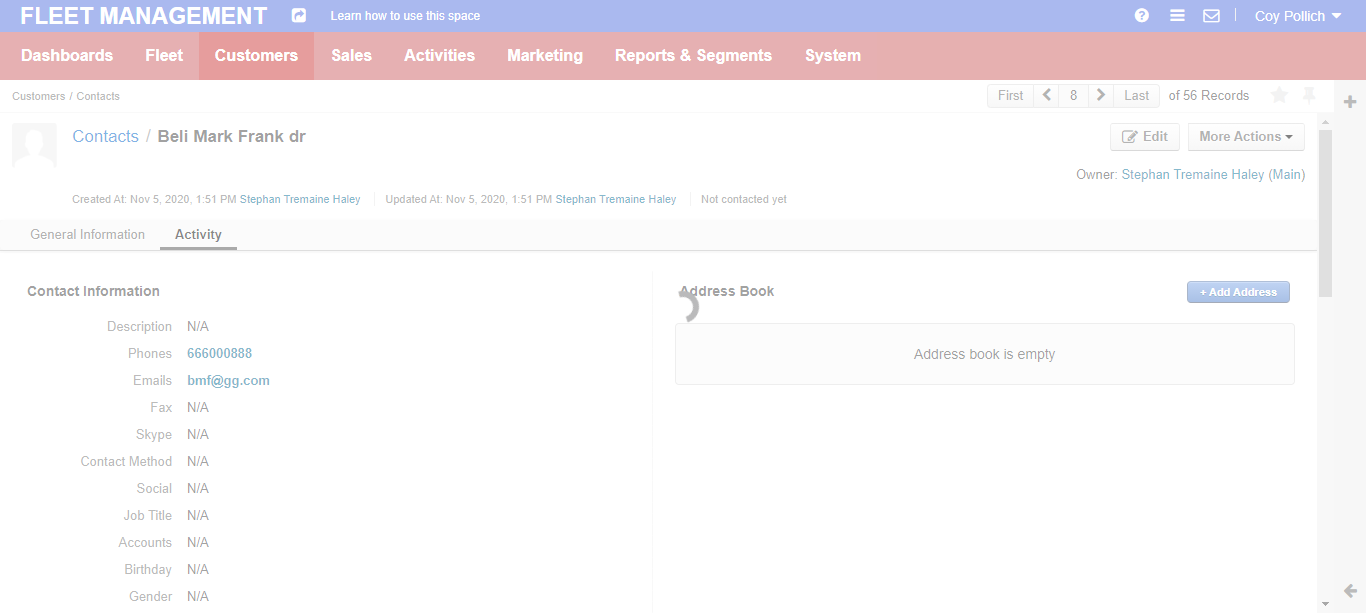 FLEET MANAGEMENT Learn how to use this space Coy Pollich
Dashboards Fleet Customers Sales Activities Marketing Reports & Segments System
Customers / Contacts First 8 Last of 56 Records
Contacts / Beli Mark Frank dr Edit More Actions
Owner: Stephan Tremaine Haley (Main)
Created At: Nov 5, 2020, 1:51 PM Stephan Tremaine Haley Updated At: Nov 5, 2020, 1:51 PM Stephan Tremaine Haley Not contacted yet
General Information Activity
Contact Information
Description N/A
Phones 666000888
Emails bmf@gg.com
Fax N/A
Skype N/A
Contact Method N/A
Social N/A
Job Title N/A
Accounts N/A
Birthday N/A
Gender N/A
Address Book + Add Address
Address book is empty